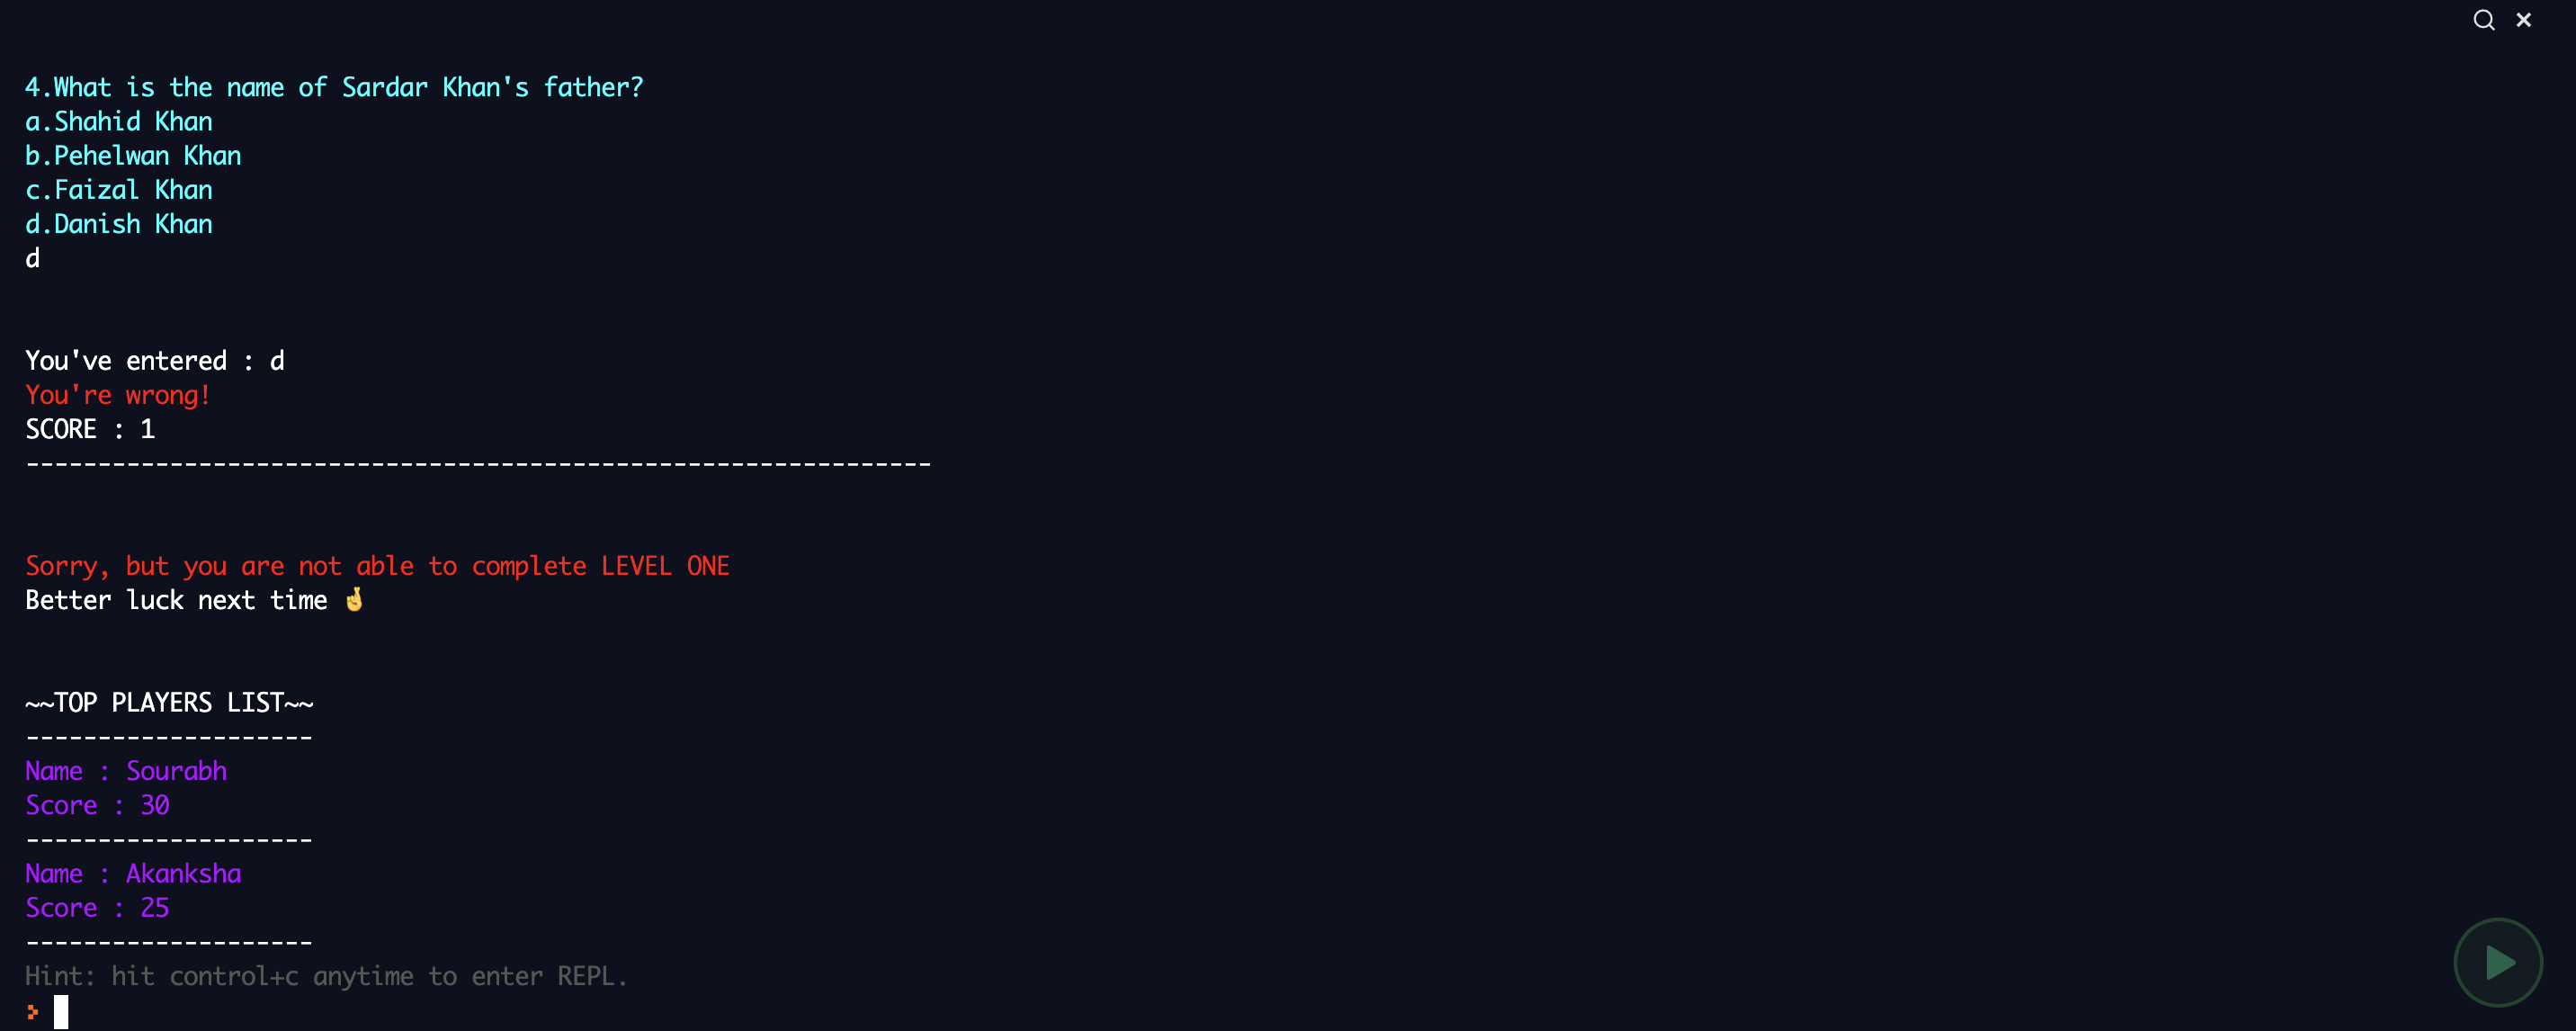 4.What is the name of Sardar Khan's father?
a.Shahid Khan
b.Pehelwan Khan
c.Faizal Khan
d.Danish Khan
d
You've entered : d
You're wrong!
SCORE : 1
---------------------------------------------------------------
Sorry, but you are not able to complete LEVEL ONE
Better luck next time 🤞
~~TOP PLAYERS LIST~~
--------------------
Name : Sourabh
Score : 30
--------------------
Name : Akanksha
Score : 25
--------------------
Hint: hit control+c anytime to enter REPL.
>